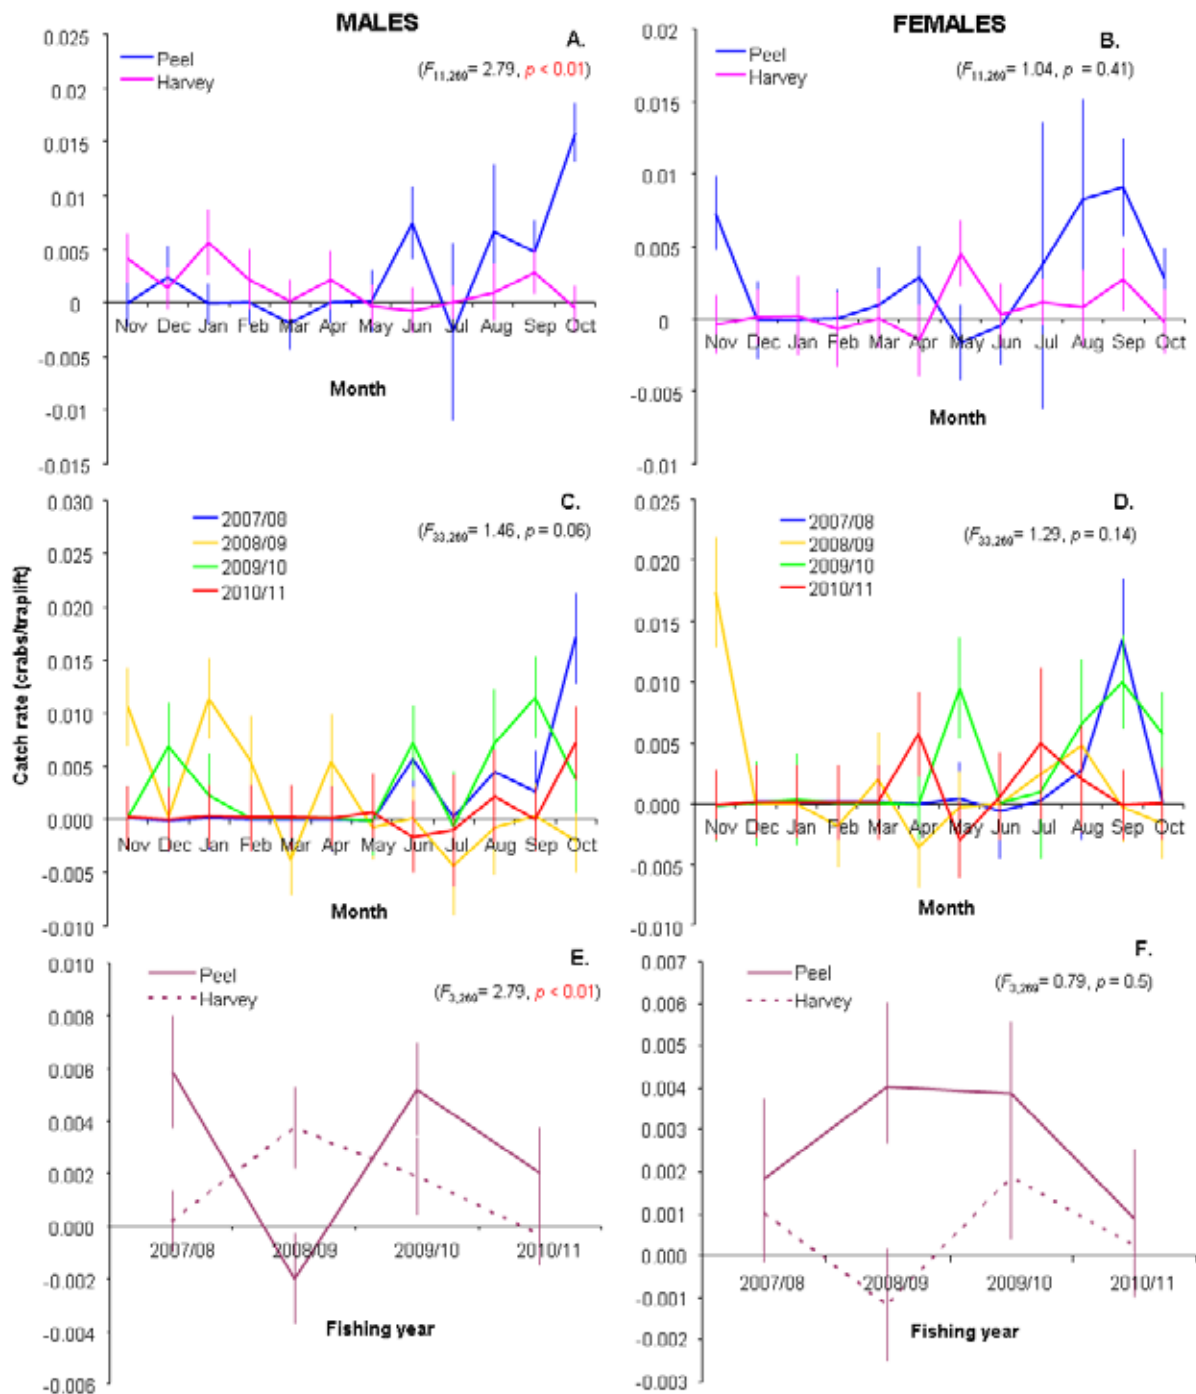 MALES
FEMALES
A.
Peel
Harvey
(F11,269= 2.79, p < 0.01)
0.025
0.02
0.015
0.01
0.005
0
-0.005
-0.01
-0.015
Nov Dec Jan Feb Mar Apr May Jun Jul Aug Sep Oct
Month
B.
Peel
Harvey
(F11,269= 1.04, p = 0.41)
0.02
0.015
0.01
0.005
0
-0.005
-0.01
Nov Dec Jan Feb Mar Apr May Jun Jul Aug Sep Oct
Month
Catch rate (crabs/traplift)
C.
2007/08
2008/09
2009/10
2010/11
(F33,269= 1.46, p = 0.06)
0.030
0.025
0.020
0.015
0.010
0.005
0.000
-0.005
-0.010
Nov Dec Jan Feb Mar Apr May Jun Jul Aug Sep Oct
Month
D.
2007/08
2008/09
2009/10
2010/11
(F33,269= 1.29, p = 0.14)
0.025
0.020
0.015
0.010
0.005
0.000
-0.005
-0.010
Nov Dec Jan Feb Mar Apr May Jun Jul Aug Sep Oct
Month
E.
Peel
Harvey
(F3,269= 2.79, p < 0.01)
0.010
0.008
0.006
0.004
0.002
0.000
-0.002
-0.004
-0.006
2007/08 2008/09 2009/10 2010/11
Fishing year
F.
Peel
Harvey
(F3,269= 0.79, p = 0.5)
0.007
0.006
0.005
0.004
0.003
0.002
0.001
0.000
-0.001
-0.002
-0.003
2007/08 2008/09 2009/10 2010/11
Fishing year